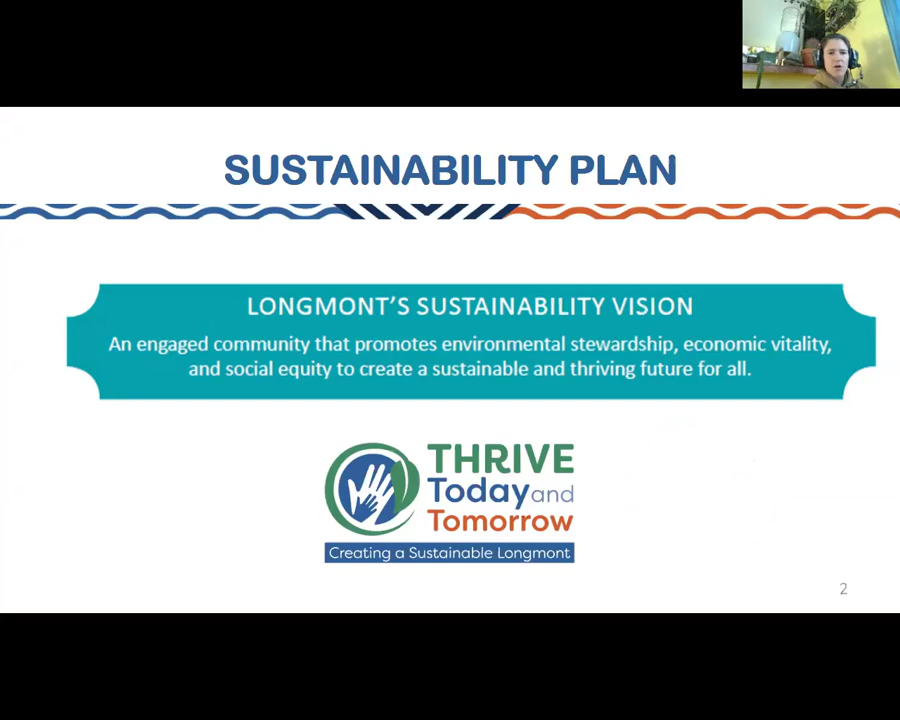 SUSTAINABILITY PLAN
LONGMONT'S SUSTAINABILITY VISION
An engaged community that promotes environmental stewardship, economic vitality,
and social equity to create a sustainable and thriving future for all.
THRIVE
Today and
Tomorrow
Creating a Sustainable Longmont
2